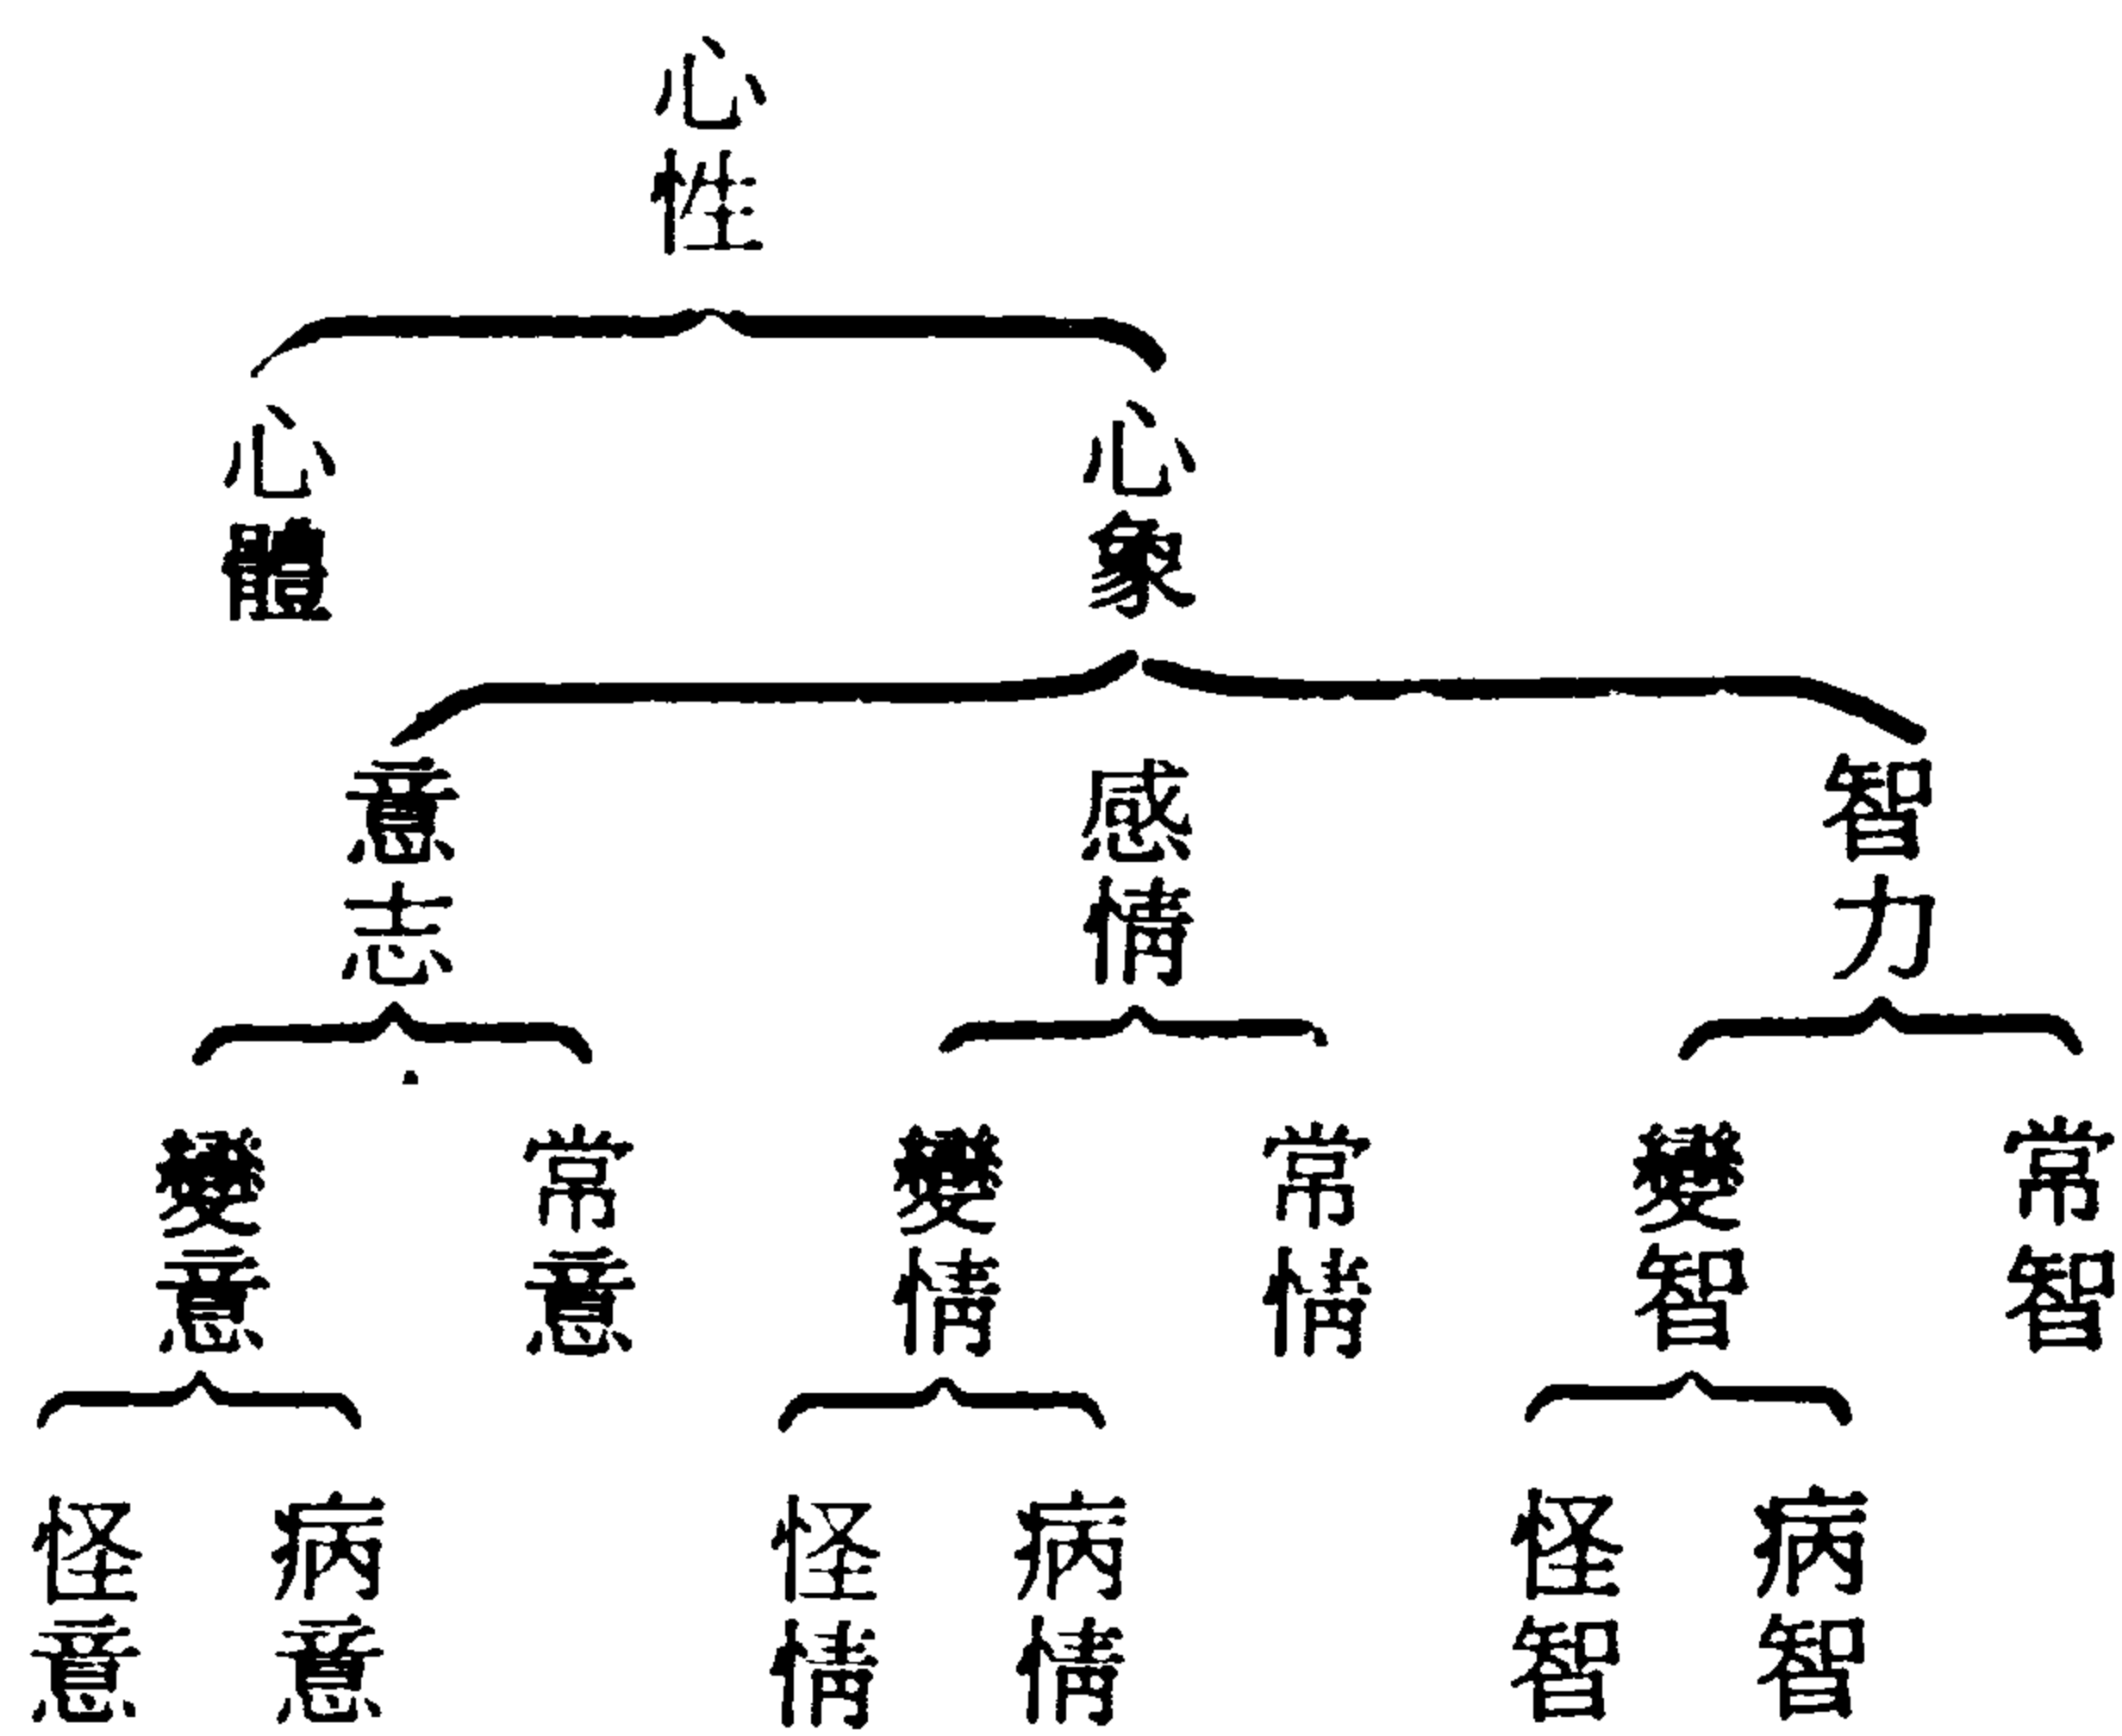 心性
心象
心體
智力
感情
意志
常智
變智
常情
變情
常意
變意
病智
怪智
病情
怪情
病意
怪意